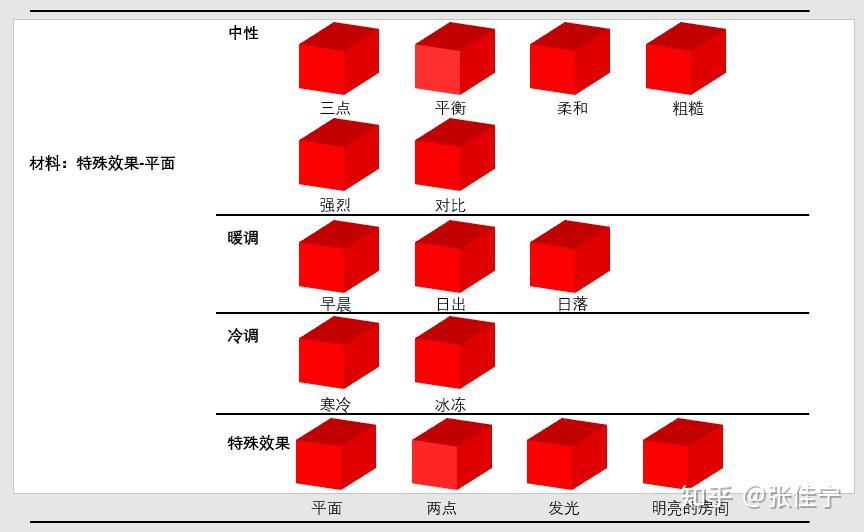 中性
三点 平衡 柔和 粗糙
材料：特殊效果-平面
强烈 对比
暖调
早晨 日出 日落
冷调
寒冷 冰冻
特殊效果
平面 两点 发光 明亮的房间
知乎 @张佳宁